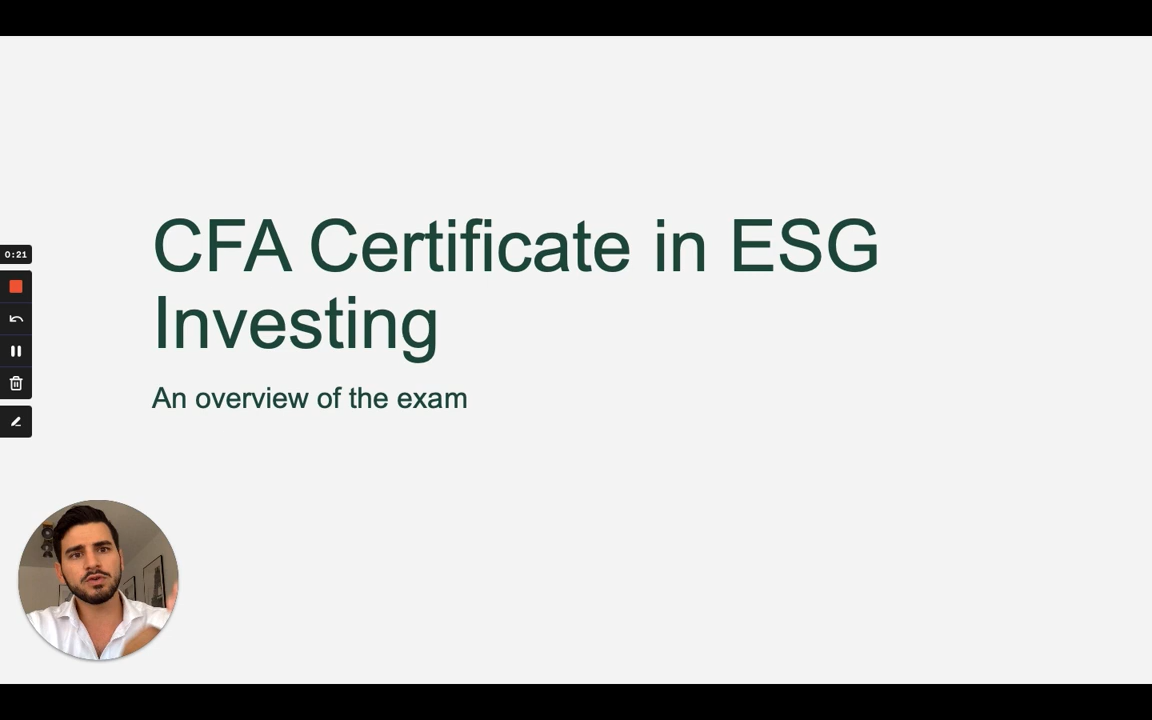 CFA Certificate in ESG
Investing
An overview of the exam
0:21